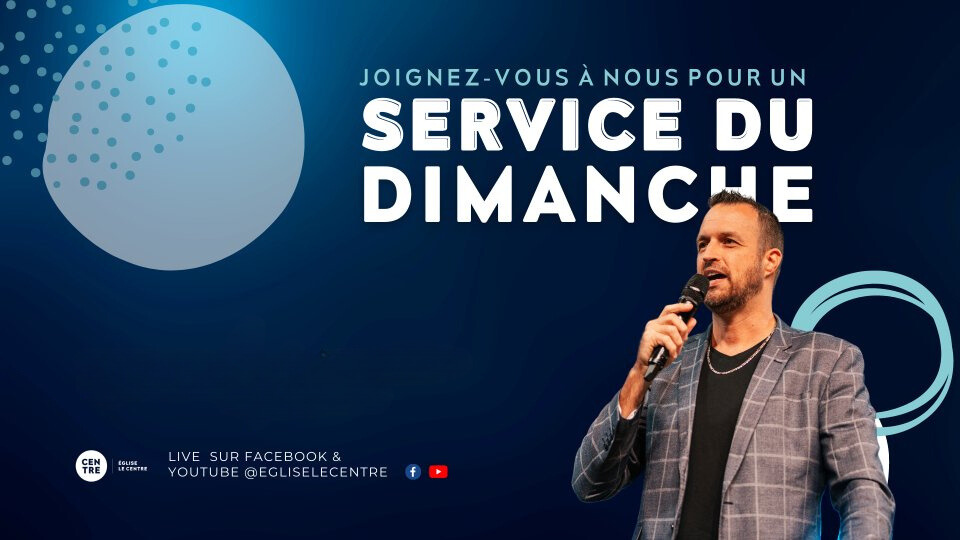 JOIGNEZ-VOUS À NOUS POUR UN
SERVICE DU
DIMANCHE
CEN
TRE
ÉGLISE
LE CENTRE
LIVE SUR FACEBOOK &
YOUTUBE @EGLISELECENTRE